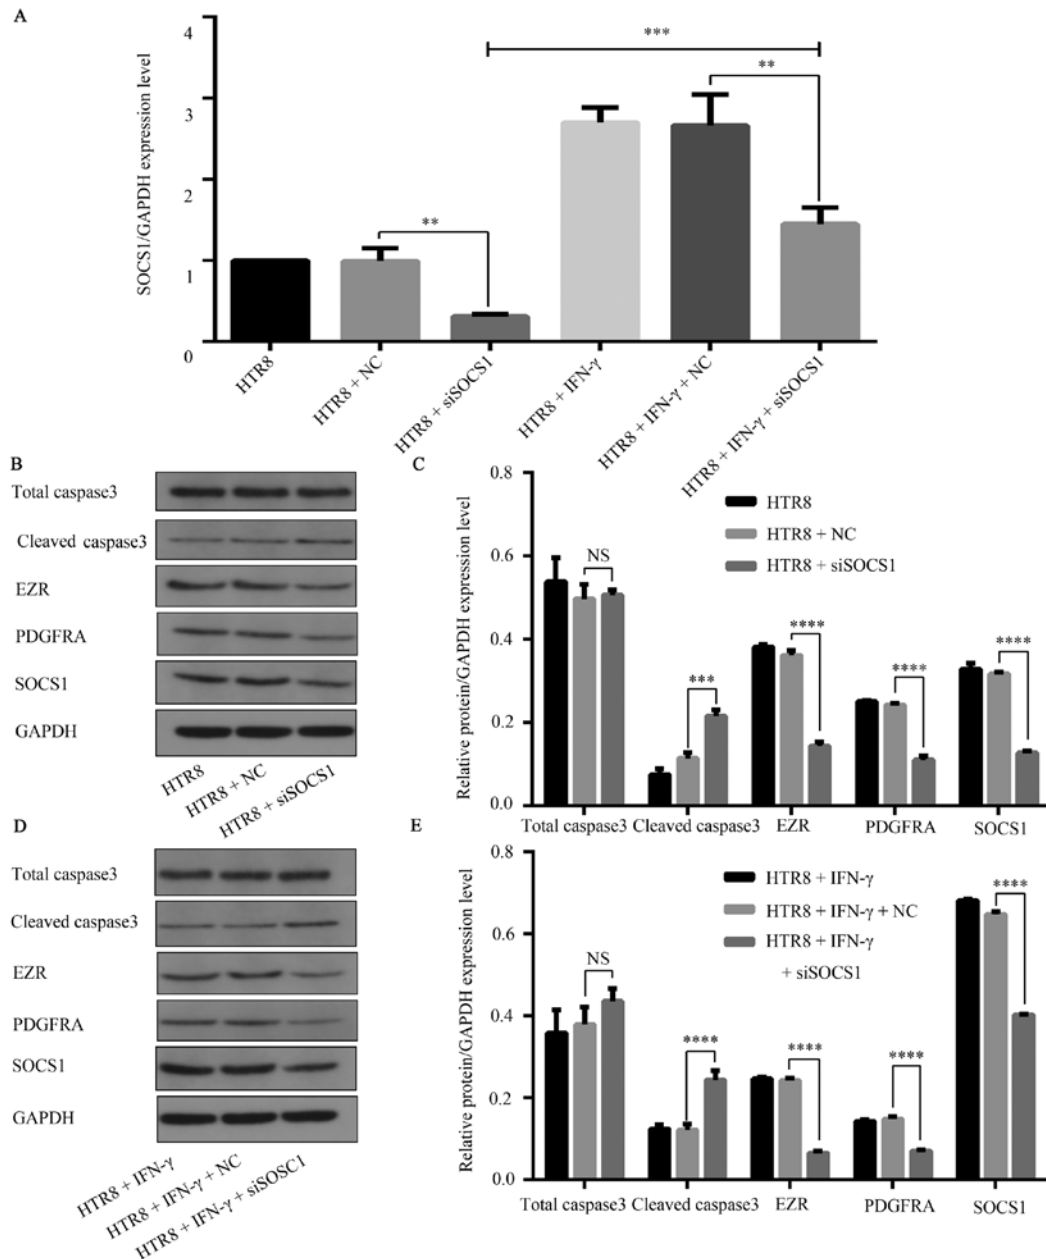 A
SOCS1/GAPDH expression level
4
3
2
1
0
**
***
**
HTR8
HTR8 + NC
HTR8 + siSOCS1
HTR8 + IFN-γ
HTR8 + IFN-γ + NC
HTR8 + IFN-γ + siSOCS1
B
Total caspase3
Cleaved caspase3
EZR
PDGFRA
SOCS1
GAPDH
HTR8
HTR8 + NC
HTR8 + siSOCS1
C
Relative protein/GAPDH expression level
0.8
0.6
0.4
0.2
0.0
HTR8
HTR8 + NC
HTR8 + siSOCS1
NS
***
****
****
****
Total caspase3
Cleaved caspase3
EZR
PDGFRA
SOCS1
D
Total caspase3
Cleaved caspase3
EZR
PDGFRA
SOCS1
GAPDH
HTR8 + IFN-γ
HTR8 + IFN-γ + NC
HTR8 + IFN-γ + siSOSC1
E
Relative protein/GAPDH expression level
0.8
0.6
0.4
0.2
0.0
HTR8 + IFN-γ
HTR8 + IFN-γ + NC
HTR8 + IFN-γ
+ siSOCS1
NS
****
****
****
****
Total caspase3
Cleaved caspase3
EZR
PDGFRA
SOCS1